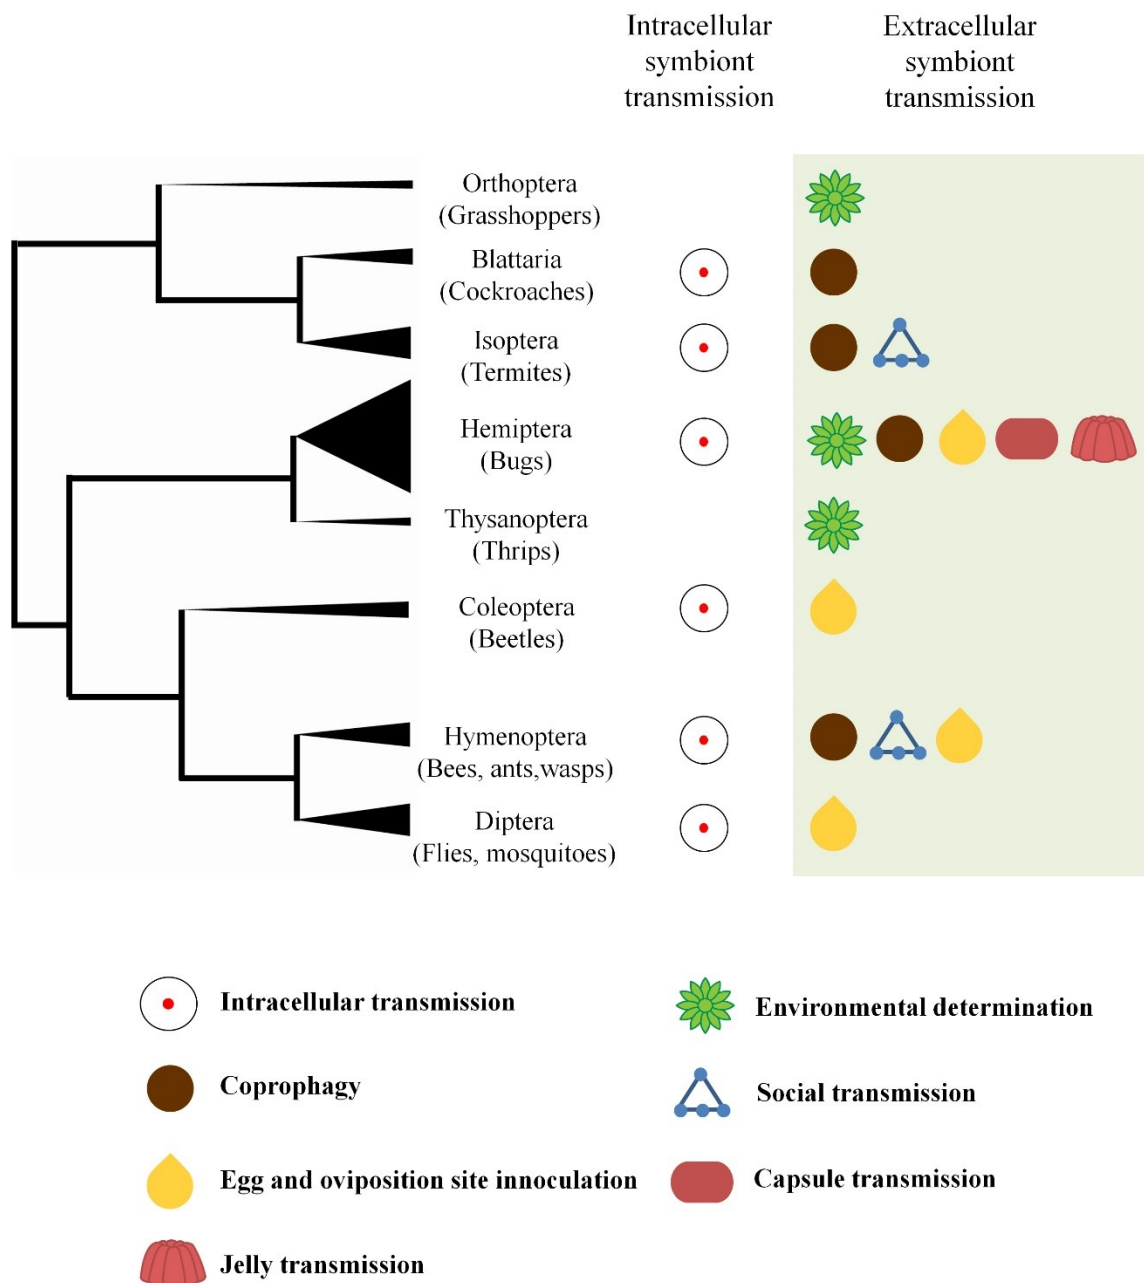 Intracellular
symbiont
transmission
Extracellular
symbiont
transmission
Orthoptera
(Grasshoppers)
Blattaria
(Cockroaches)
Isoptera
(Termites)
Hemiptera
(Bugs)
Thysanoptera
(Thrips)
Coleoptera
(Beetles)
Hymenoptera
(Bees, ants,wasps)
Diptera
(Flies, mosquitoes)
Intracellular transmission
Environmental determination
Coprophagy
Social transmission
Egg and oviposition site innoculation
Capsule transmission
Jelly transmission